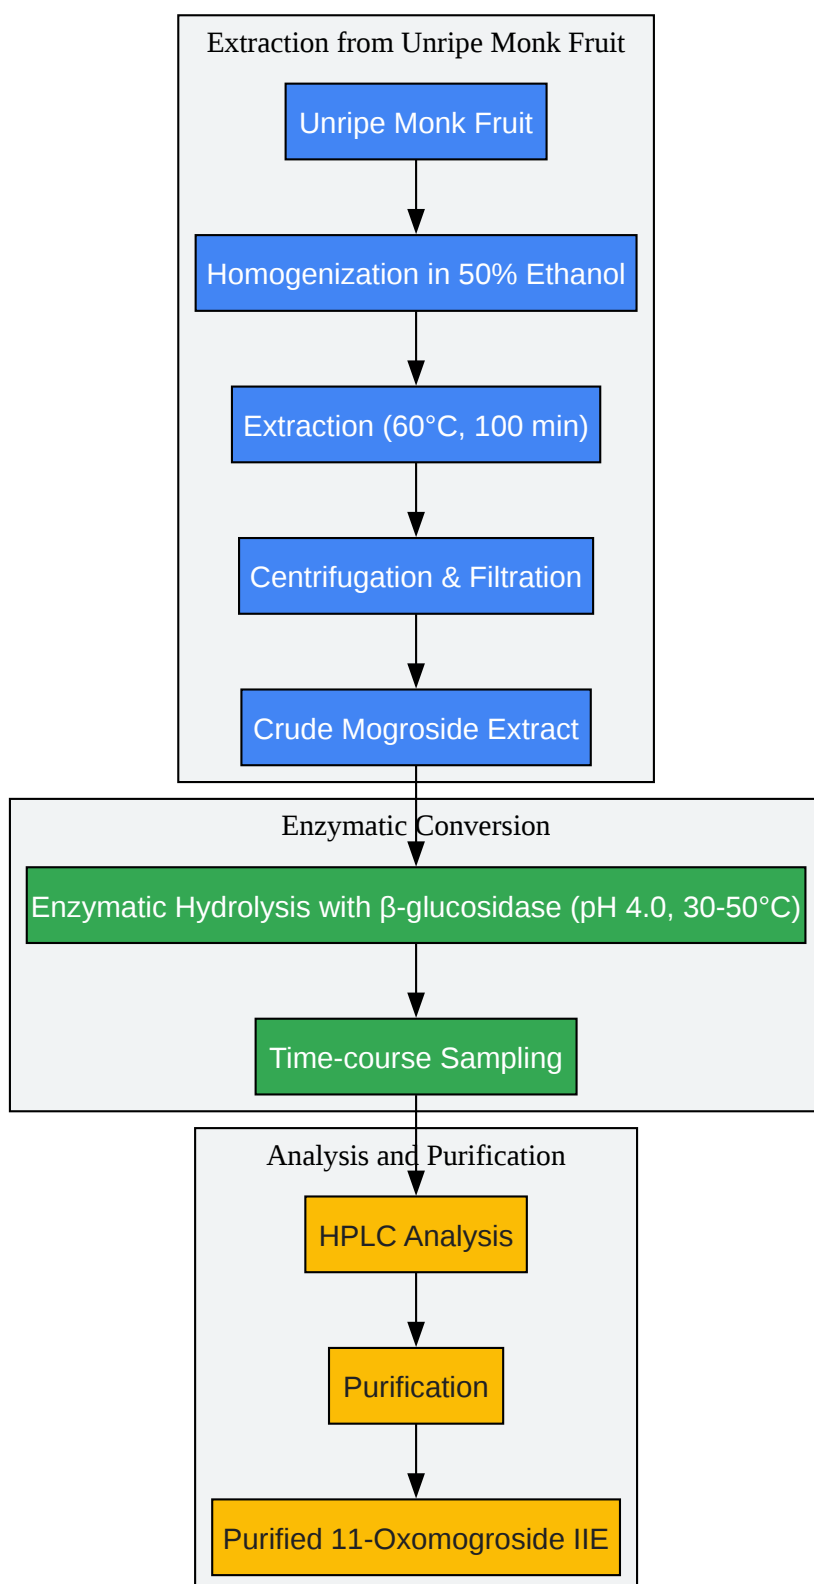 Extraction from Unripe Monk Fruit
Unripe Monk Fruit
Homogenization in 50% Ethanol
Extraction (60°C, 100 min)
Centrifugation & Filtration
Crude Mogroside Extract
Enzymatic Conversion
Enzymatic Hydrolysis with β-glucosidase (pH 4.0, 30-50°C)
Time-course Sampling
Analysis and Purification
HPLC Analysis
Purification
Purified 11-Oxomogroside IIE